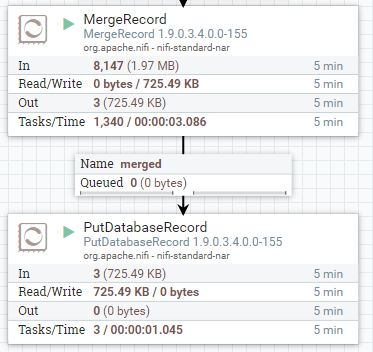 MergeRecord
MergeRecord 1.9.0.3.4.0.0-155
org.apache.nifi - nifi-standard-nar
In 8,147 (1.97 MB) 5 min
Read/Write 0 bytes / 725.49 KB 5 min
Out 3 (725.49 KB) 5 min
Tasks/Time 1,340 / 00:00:03.086 5 min
Name merged
Queued 0 (0 bytes)
PutDatabaseRecord
PutDatabaseRecord 1.9.0.3.4.0.0-155
org.apache.nifi - nifi-standard-nar
In 3 (725.49 KB) 5 min
Read/Write 725.49 KB / 0 bytes 5 min
Out 0 (0 bytes) 5 min
Tasks/Time 3 / 00:00:01.045 5 min